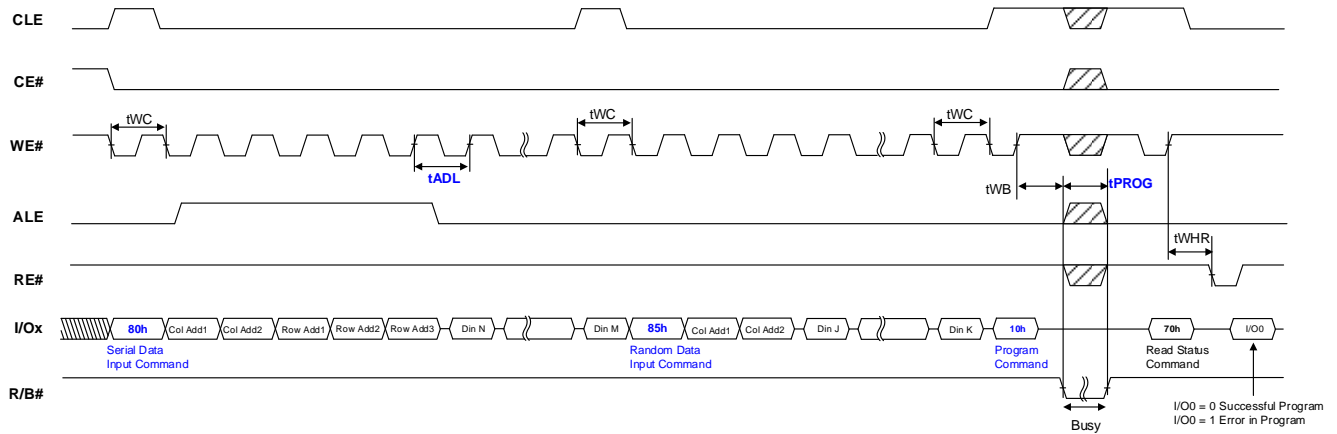 CLE
CE#
tWC
tWC
tWC
WE#
tADL
tWB
tPROG
ALE
tWHR
RE#
I/Ox
80h
Col Add1
Col Add2
Row Add1
Row Add2
Row Add3
Din N
Din M
85h
Col Add1
Col Add2
Din J
Din K
10h
70h
I/O0
Serial Data
Input Command
Random Data
Input Command
Program
Command
Read Status
Command
R/B#
Busy
I/O0 = 0 Successful Program
I/O0 = 1 Error in Program